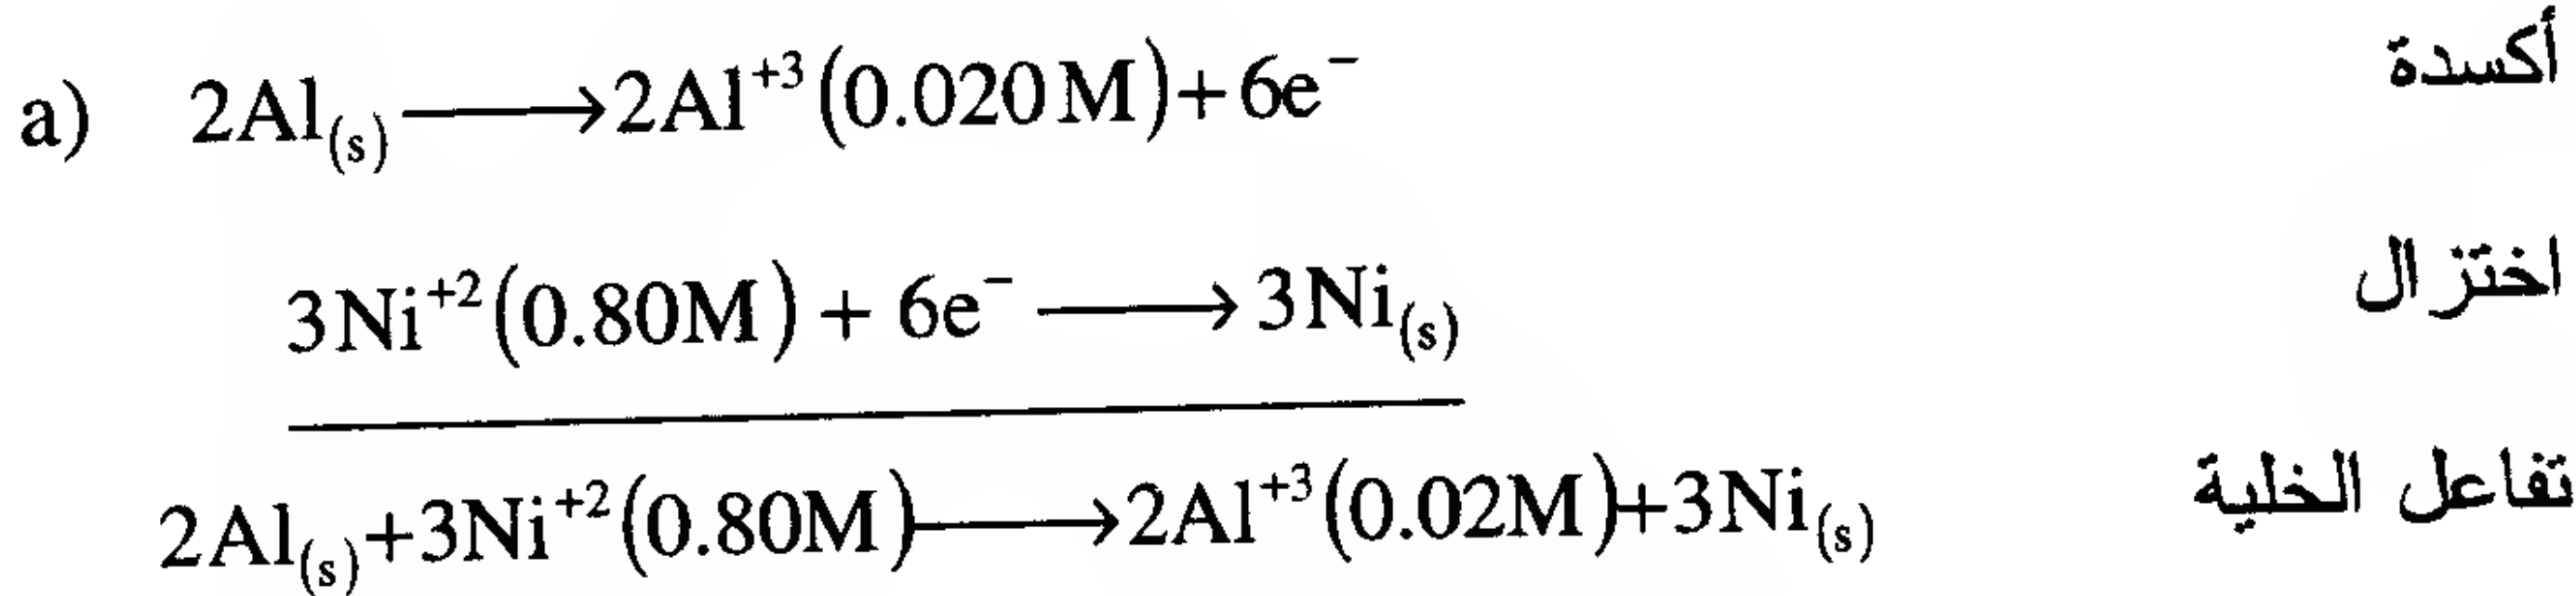 a) 2Al(s) ⟶ 2Al⁺³(0.020 M)+6e⁻ أكسدة
3Ni⁺²(0.80M) + 6e⁻ ⟶ 3Ni(s) اختزال
2Al(s)+3Ni⁺²(0.80M) ⟶ 2Al⁺³(0.02M)+3Ni(s) تفاعل الخلية